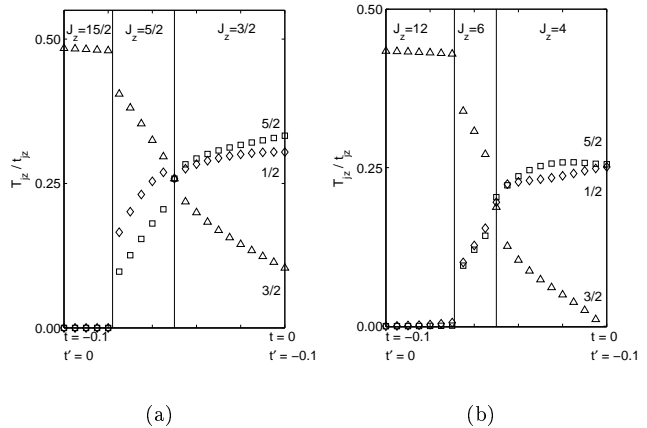 0.50
J_z=15/2
J_z=5/2
J_z=3/2
T_jz / t_jz
0.25
5/2
1/2
3/2
0.00
t = −0.1
t = 0
t' = 0
t' = −0.1
(a)
0.50
J_z=12
J_z=6
J_z=4
T_jz / t_jz
0.25
5/2
1/2
3/2
0.00
t = −0.1
t = 0
t' = 0
t' = −0.1
(b)